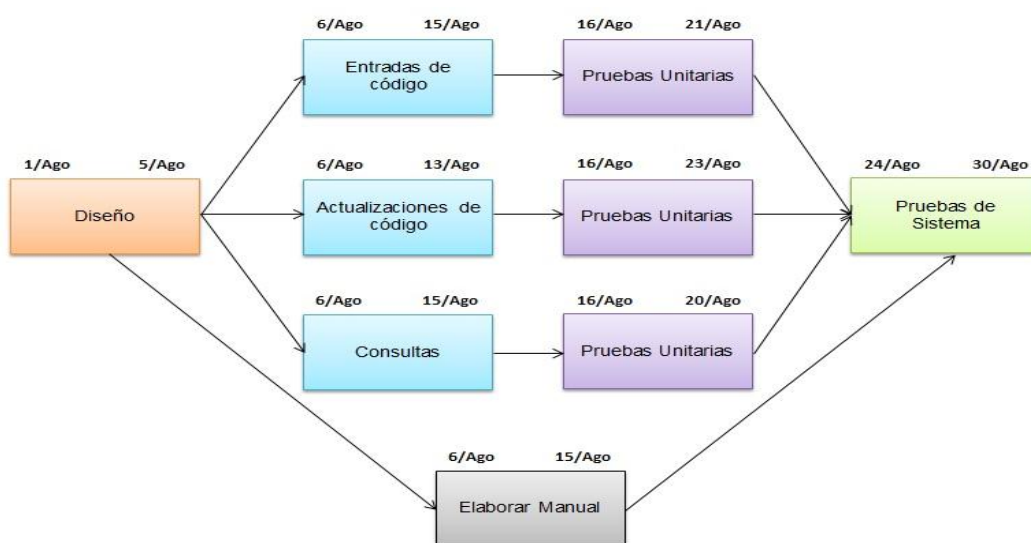 6/Ago 15/Ago 16/Ago 21/Ago
Entradas de
código
Pruebas Unitarias
1/Ago 5/Ago 6/Ago 13/Ago 16/Ago 23/Ago 24/Ago 30/Ago
Diseño
Actualizaciones de
código
Pruebas Unitarias
Pruebas de
Sistema
6/Ago 15/Ago 16/Ago 20/Ago
Consultas
Pruebas Unitarias
6/Ago 15/Ago
Elaborar Manual